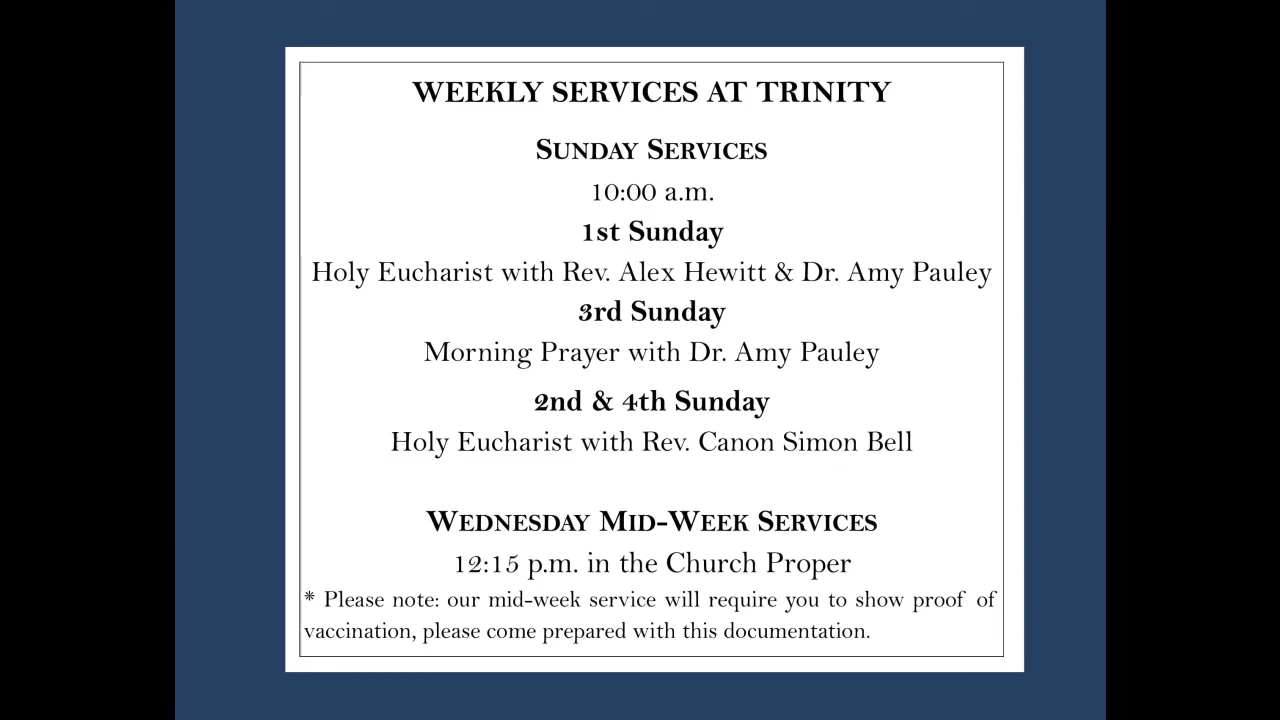 WEEKLY SERVICES AT TRINITY
SUNDAY SERVICES
10:00 a.m.
1st Sunday
Holy Eucharist with Rev. Alex Hewitt & Dr. Amy Pauley
3rd Sunday
Morning Prayer with Dr. Amy Pauley
2nd & 4th Sunday
Holy Eucharist with Rev. Canon Simon Bell
WEDNESDAY MID-WEEK SERVICES
12:15 p.m. in the Church Proper
* Please note: our mid-week service will require you to show proof of
vaccination, please come prepared with this documentation.